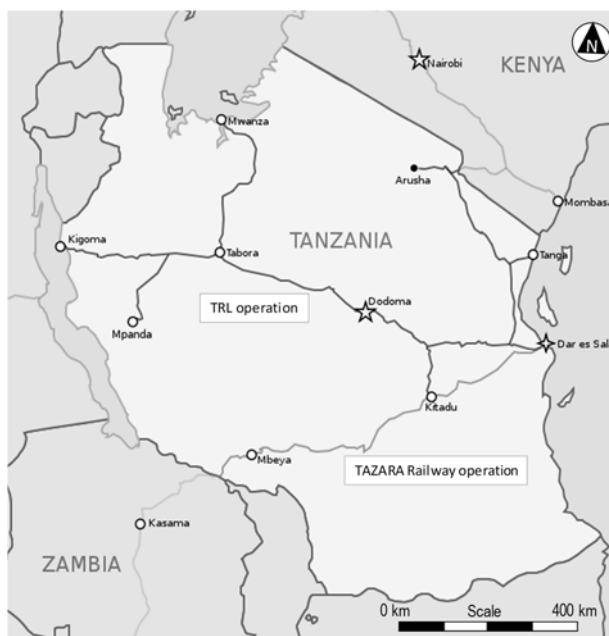 N
Nairobi
KENYA
Mwanza
Arusha
Mombasa
Kigoma
Tabora
TANZANIA
Tanga
TRL operation
Dodoma
Mpanda
Dar es Sal
Kitadu
Mbeya
TAZARA Railway operation
Kasama
ZAMBIA
0 km Scale 400 km